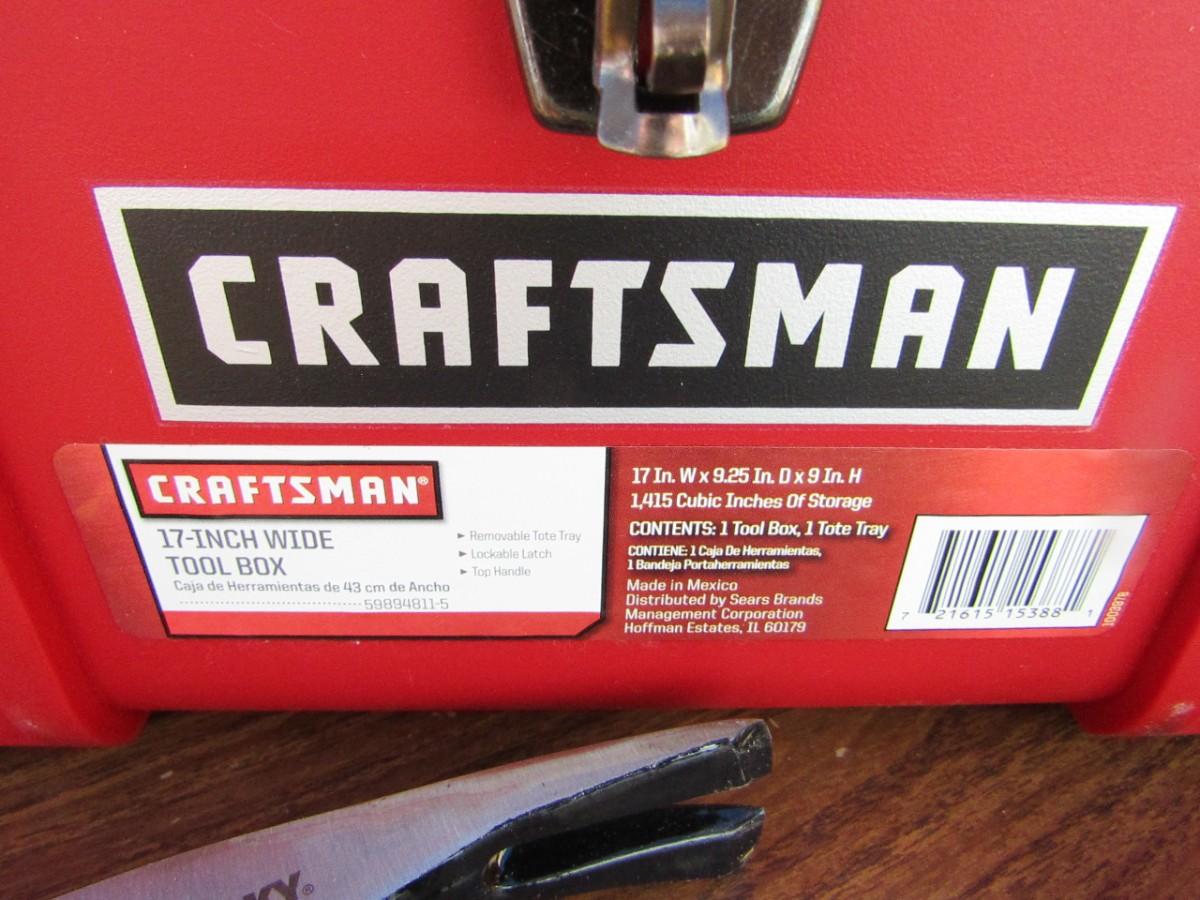 CRAFTSMAN
CRAFTSMAN®
17-INCH WIDE
TOOL BOX
Caja de Herramientas de 43 cm de Ancho
59894811-5
► Removable Tote Tray
► Lockable Latch
► Top Handle
17 In. W x 9.25 In. D x 9 In. H
1,415 Cubic Inches Of Storage
CONTENTS: 1 Tool Box, 1 Tote Tray
CONTIENE: 1 Caja De Herramientas,
1 Bandeja Portaherramientas
Made in Mexico
Distributed by Sears Brands
Management Corporation
Hoffman Estates, IL 60179
7 21615 15388 1